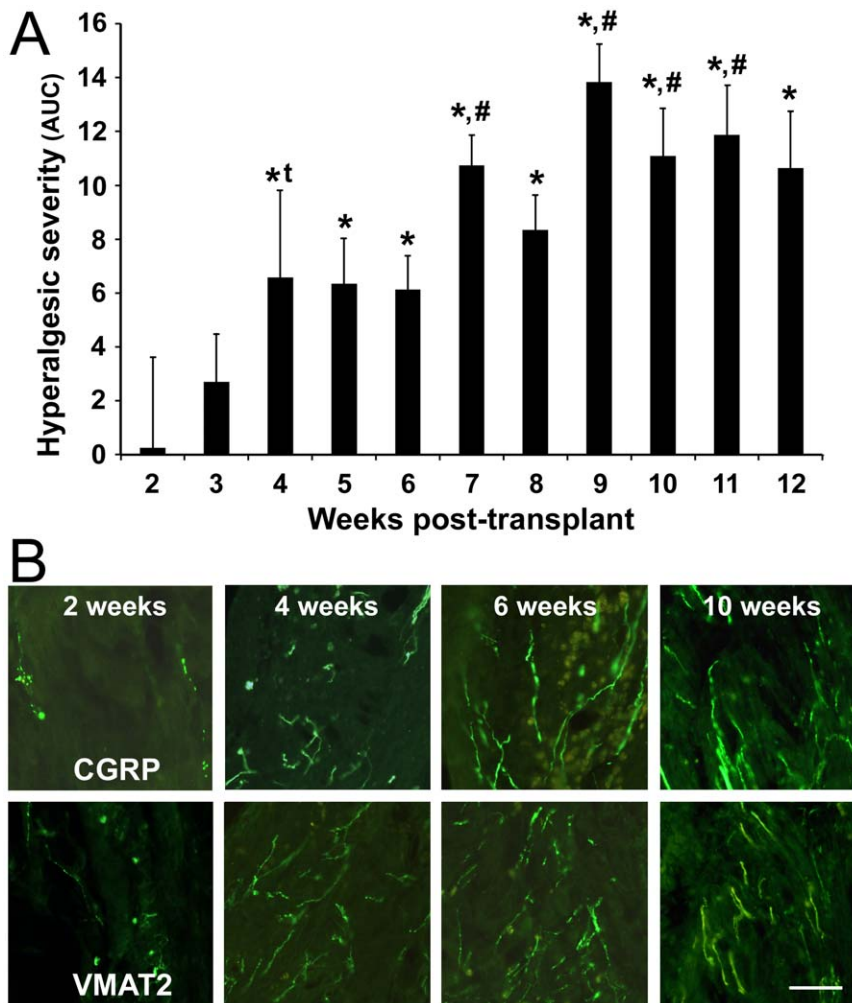 A
Hyperalgesic severity (AUC)
16
14
12
10
8
6
4
2
0
*t
*
*
*,#
*
*,#
*,#
*,#
*
2 3 4 5 6 7 8 9 10 11 12
Weeks post-transplant
B
2 weeks 4 weeks 6 weeks 10 weeks
CGRP
VMAT2